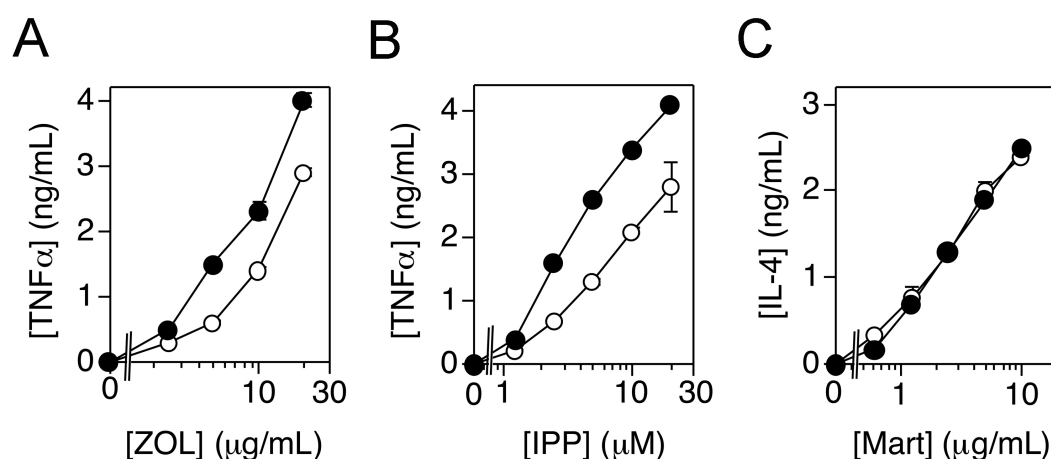 A
[TNFα] (ng/mL)
4
3
2
1
0
0 10 30
[ZOL] (μg/mL)
B
[TNFα] (ng/mL)
4
3
2
1
0
0 1 10 30
[IPP] (μM)
C
[IL-4] (ng/mL)
3
2
1
0
0 1 10
[Mart] (μg/mL)